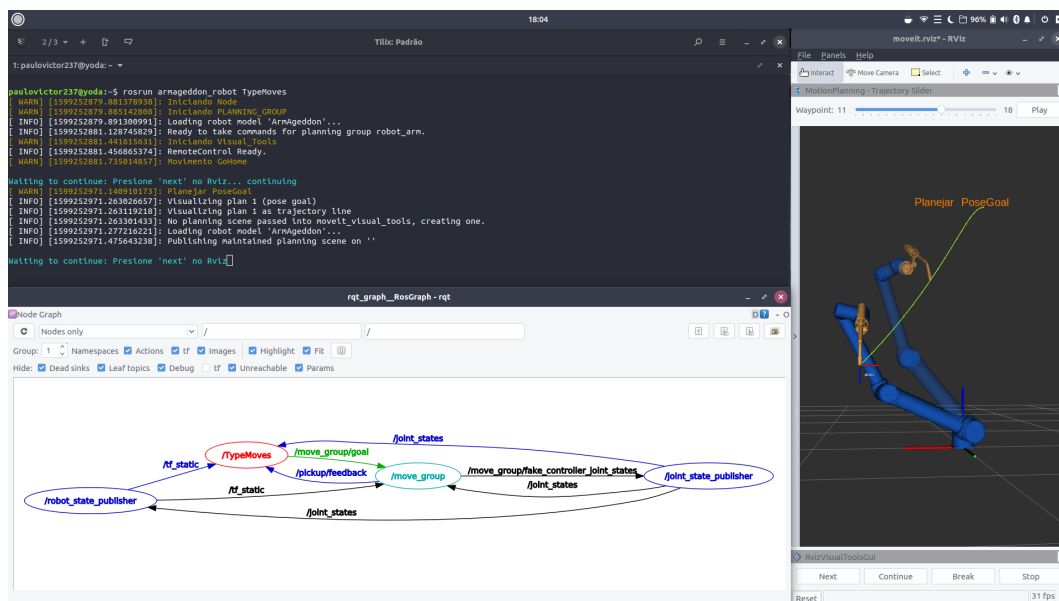 18:04
96%
2/3
Tilix: Padrão
1: paulovictor237@yoda:~
paulovictor237@yoda:~$ rosrun armageddon_robot TypeMoves
[ WARN] [1599252879.881378938]: Iniciando Node
[ WARN] [1599252879.885142808]: Iniciando PLANNING_GROUP
[ INFO] [1599252879.891300991]: Loading robot model 'ArmAgeddon'...
[ INFO] [1599252881.128745829]: Ready to take commands for planning group robot_arm.
[ WARN] [1599252881.441615631]: Iniciando Visual_Tools
[ INFO] [1599252881.456865374]: RemoteControl Ready.
[ WARN] [1599252881.735014857]: Movimento GoHome
Waiting to continue: Presione 'next' no Rviz... continuing
[ WARN] [1599252971.140910173]: Planejar PoseGoal
[ INFO] [1599252971.263026657]: Visualizing plan 1 (pose goal)
[ INFO] [1599252971.263119218]: Visualizing plan 1 as trajectory line
[ INFO] [1599252971.263301433]: No planning scene passed into moveit_visual_tools, creating one.
[ INFO] [1599252971.277216221]: Loading robot model 'ArmAgeddon'...
[ INFO] [1599252971.475643238]: Publishing maintained planning scene on ''
Waiting to continue: Presione 'next' no Rviz
rqt_graph__RosGraph - rqt
Node Graph
D ? - O
Nodes only / /
Group: 1 Namespaces Actions tf Images Highlight Fit
Hide: Dead sinks Leaf topics Debug tf Unreachable Params
/joint_states
/TypeMoves
/move_group/goal
/tf_static
/pickup/feedback
/move_group
/move_group/fake_controller_joint_states
/joint_state_publisher
/joint_states
/tf_static
/robot_state_publisher
/joint_states
moveit.rviz* - RViz
File Panels Help
Interact Move Camera Select
MotionPlanning - Trajectory Slider
Waypoint: 11 18 Play
Planejar PoseGoal
RvizVisualToolsGui
Next Continue Break Stop
Reset 31 fps